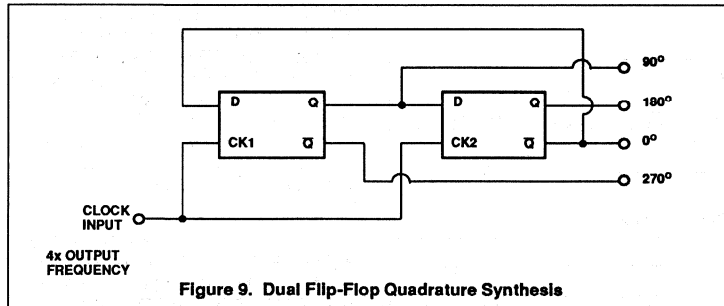 90°
D Q
D Q
180°
CK1 Q̅
CK2 Q̅
0°
270°
CLOCK
INPUT
4x OUTPUT
FREQUENCY
Figure 9. Dual Flip-Flop Quadrature Synthesis